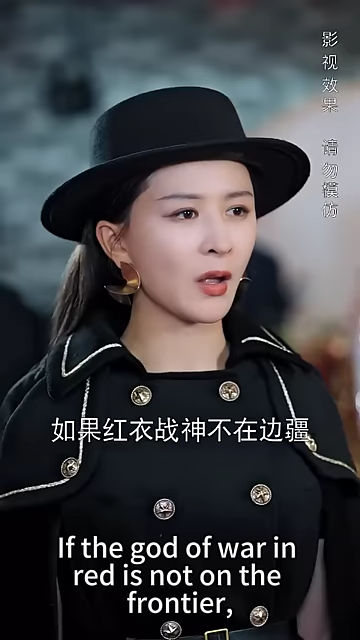 影视效果 请勿模仿
如果红衣战神不在边疆
If the god of war in
red is not on the
frontier,